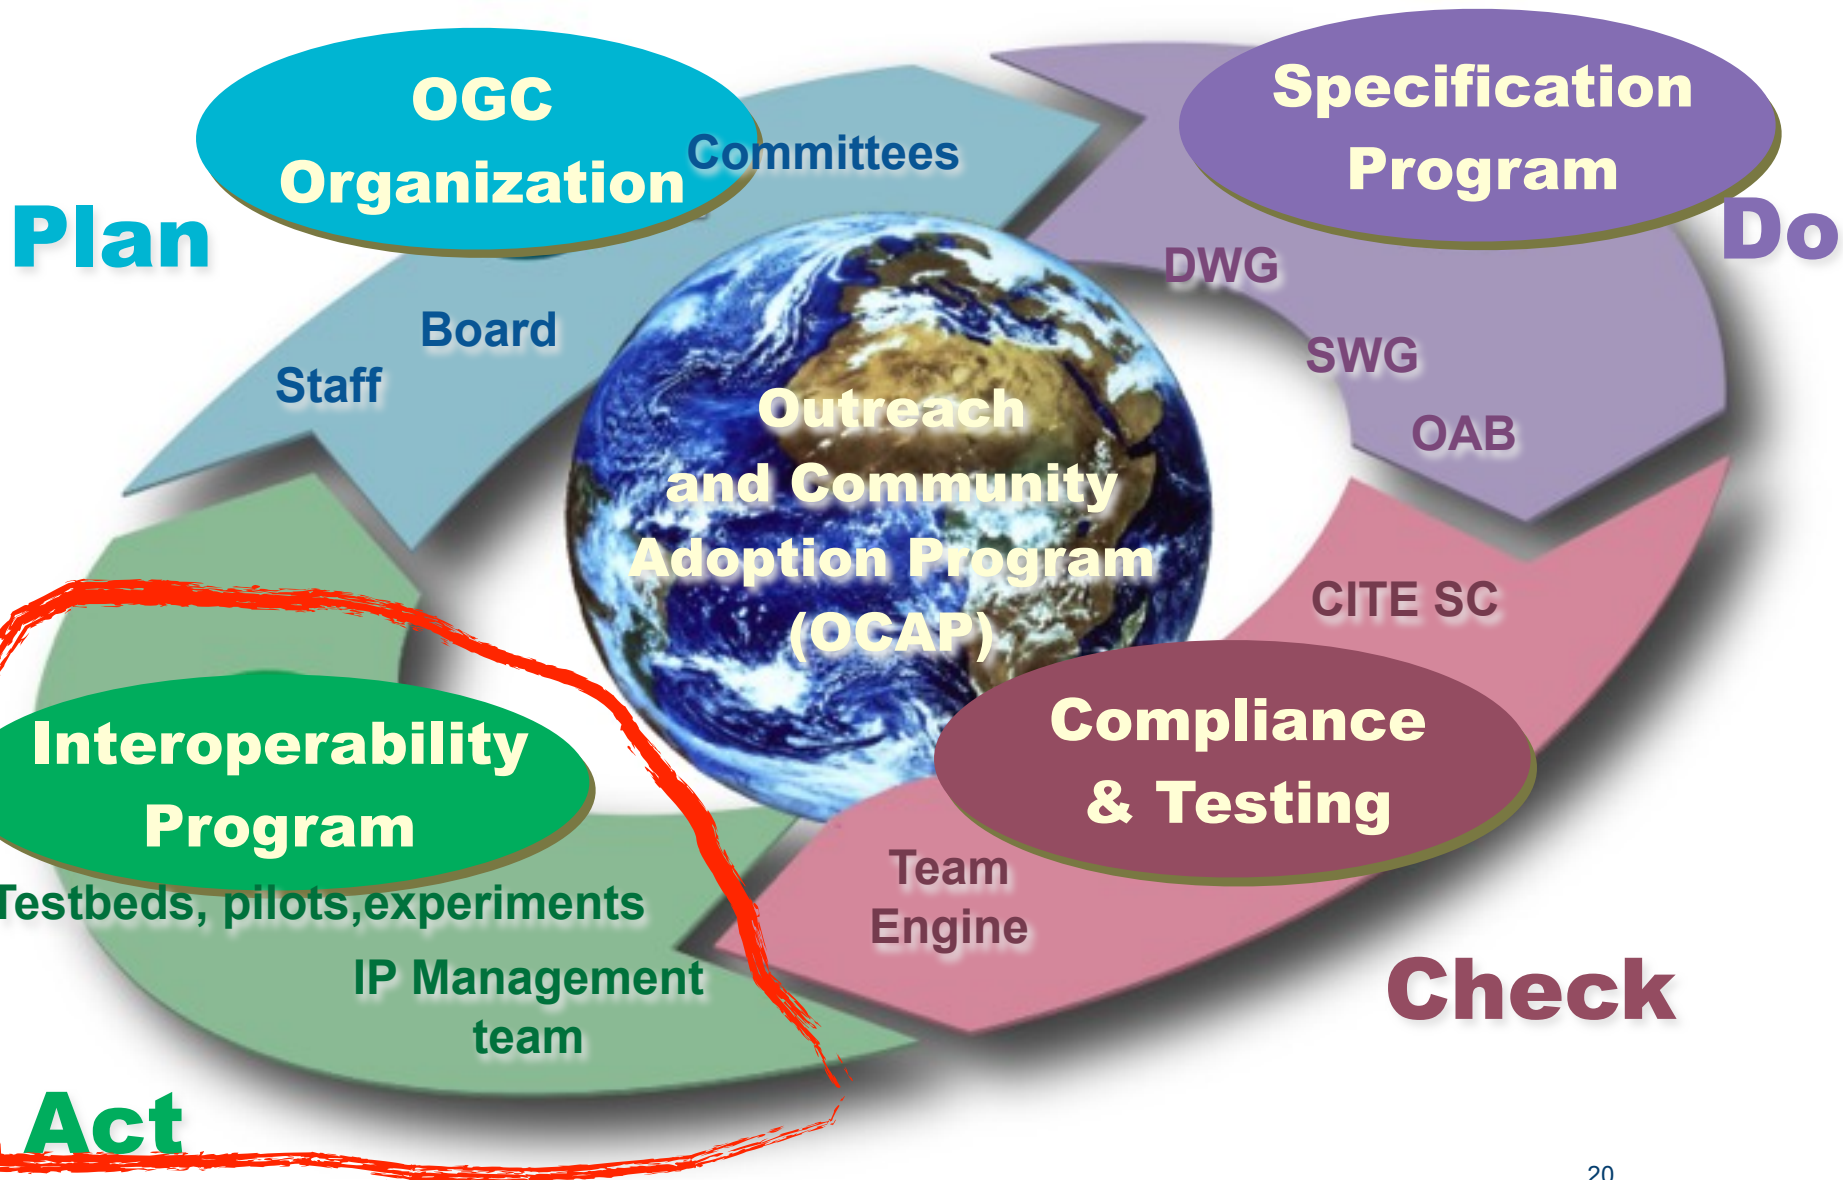 OGC
Organization
Committees
Specification
Program
Plan
Do
DWG
Board
SWG
Staff
OAB
Outreach
and Community
Adoption Program
(OCAP)
CITE SC
Interoperability
Program
Compliance
& Testing
Team
Engine
Testbeds, pilots,experiments
IP Management
team
Check
Act
20